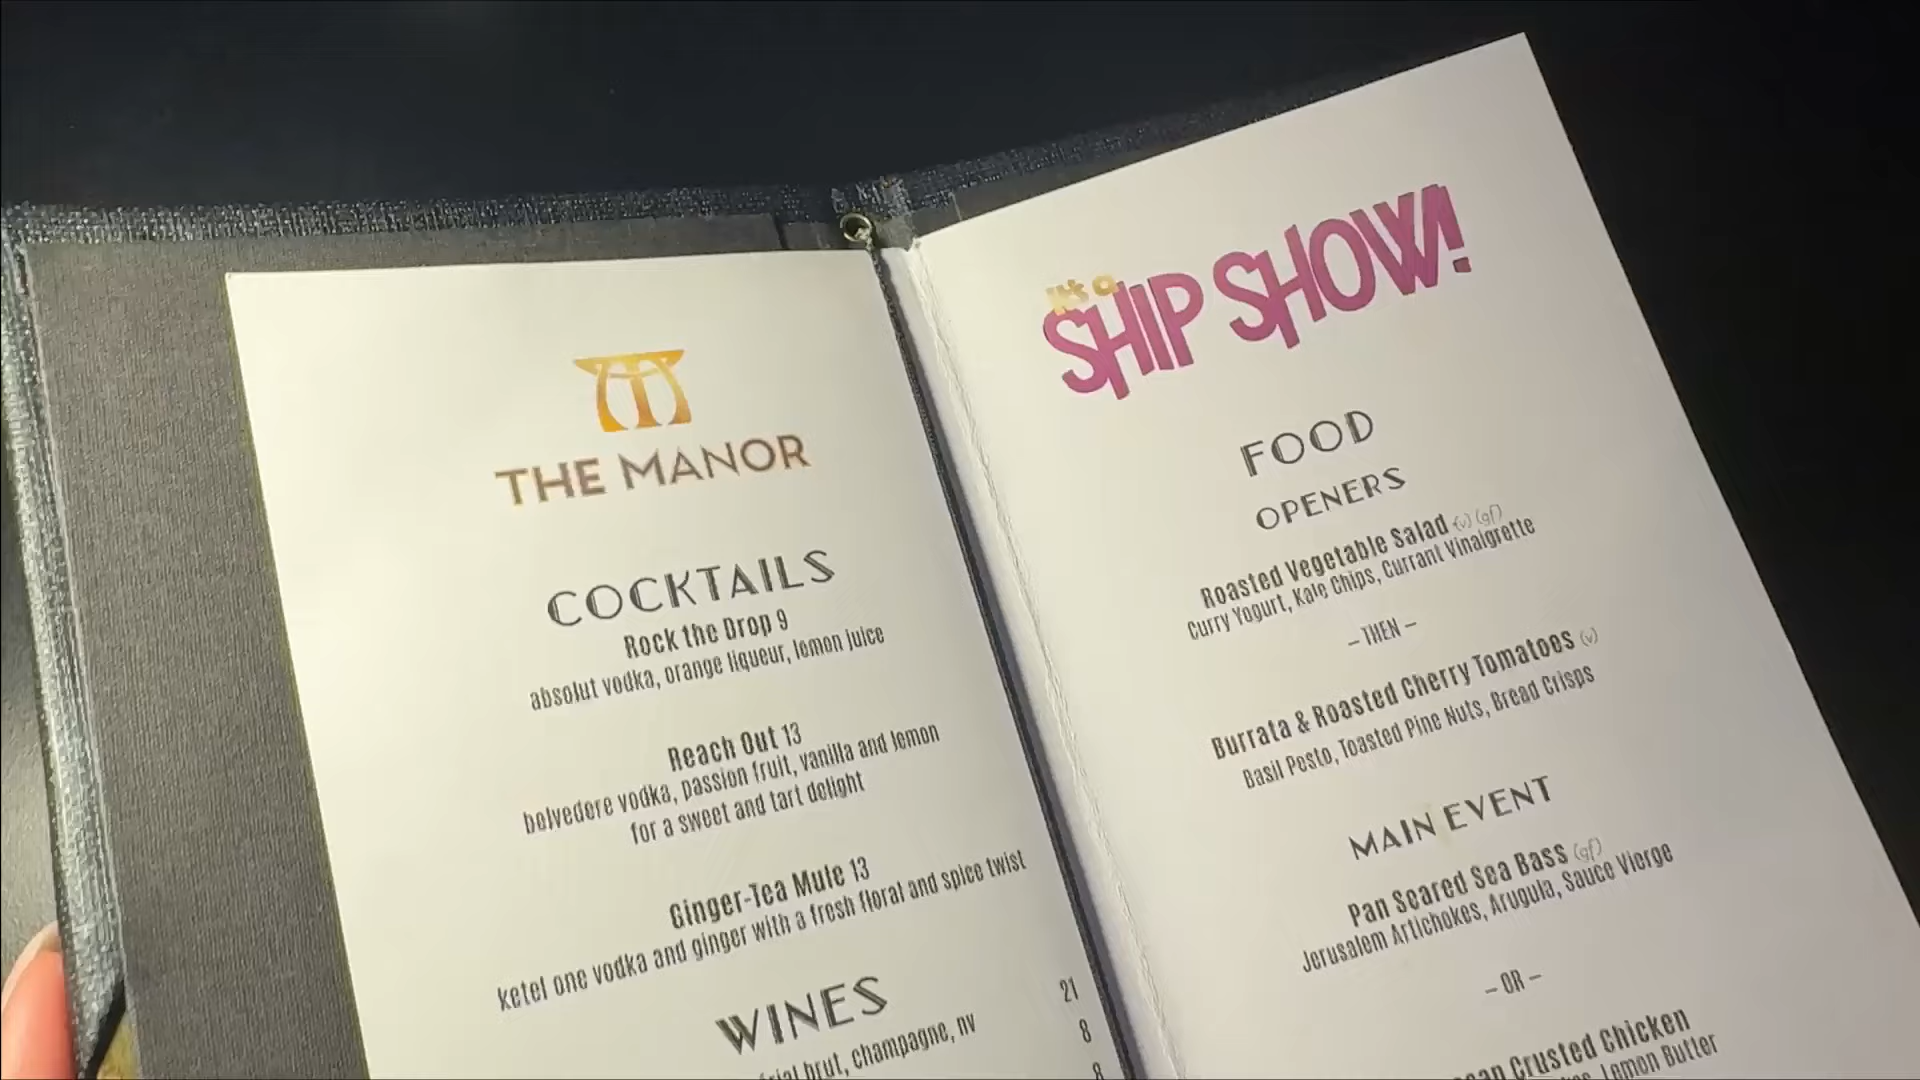 THE MANOR
COCKTAILS
Rock the Drop 9
absolut vodka, orange liqueur, lemon juice
Reach Out 13
belvedere vodka, passion fruit, vanilla and lemon
for a sweet and tart delight
Ginger-Tea Mule 13
ketel one vodka and ginger with a fresh floral and spice twist
WINES
brut, champagne, nv 21
8
8
It's a
SHIP SHOW!
FOOD
OPENERS
Roasted Vegetable Salad (v) (gf)
Curry Yogurt, Kale Chips, Currant Vinaigrette
– THEN –
Burrata & Roasted Cherry Tomatoes (v)
Basil Pesto, Toasted Pine Nuts, Bread Crisps
MAIN EVENT
Pan Seared Sea Bass (gf)
Jerusalem Artichokes, Arugula, Sauce Vierge
– OR –
Crusted Chicken
Lemon Butter